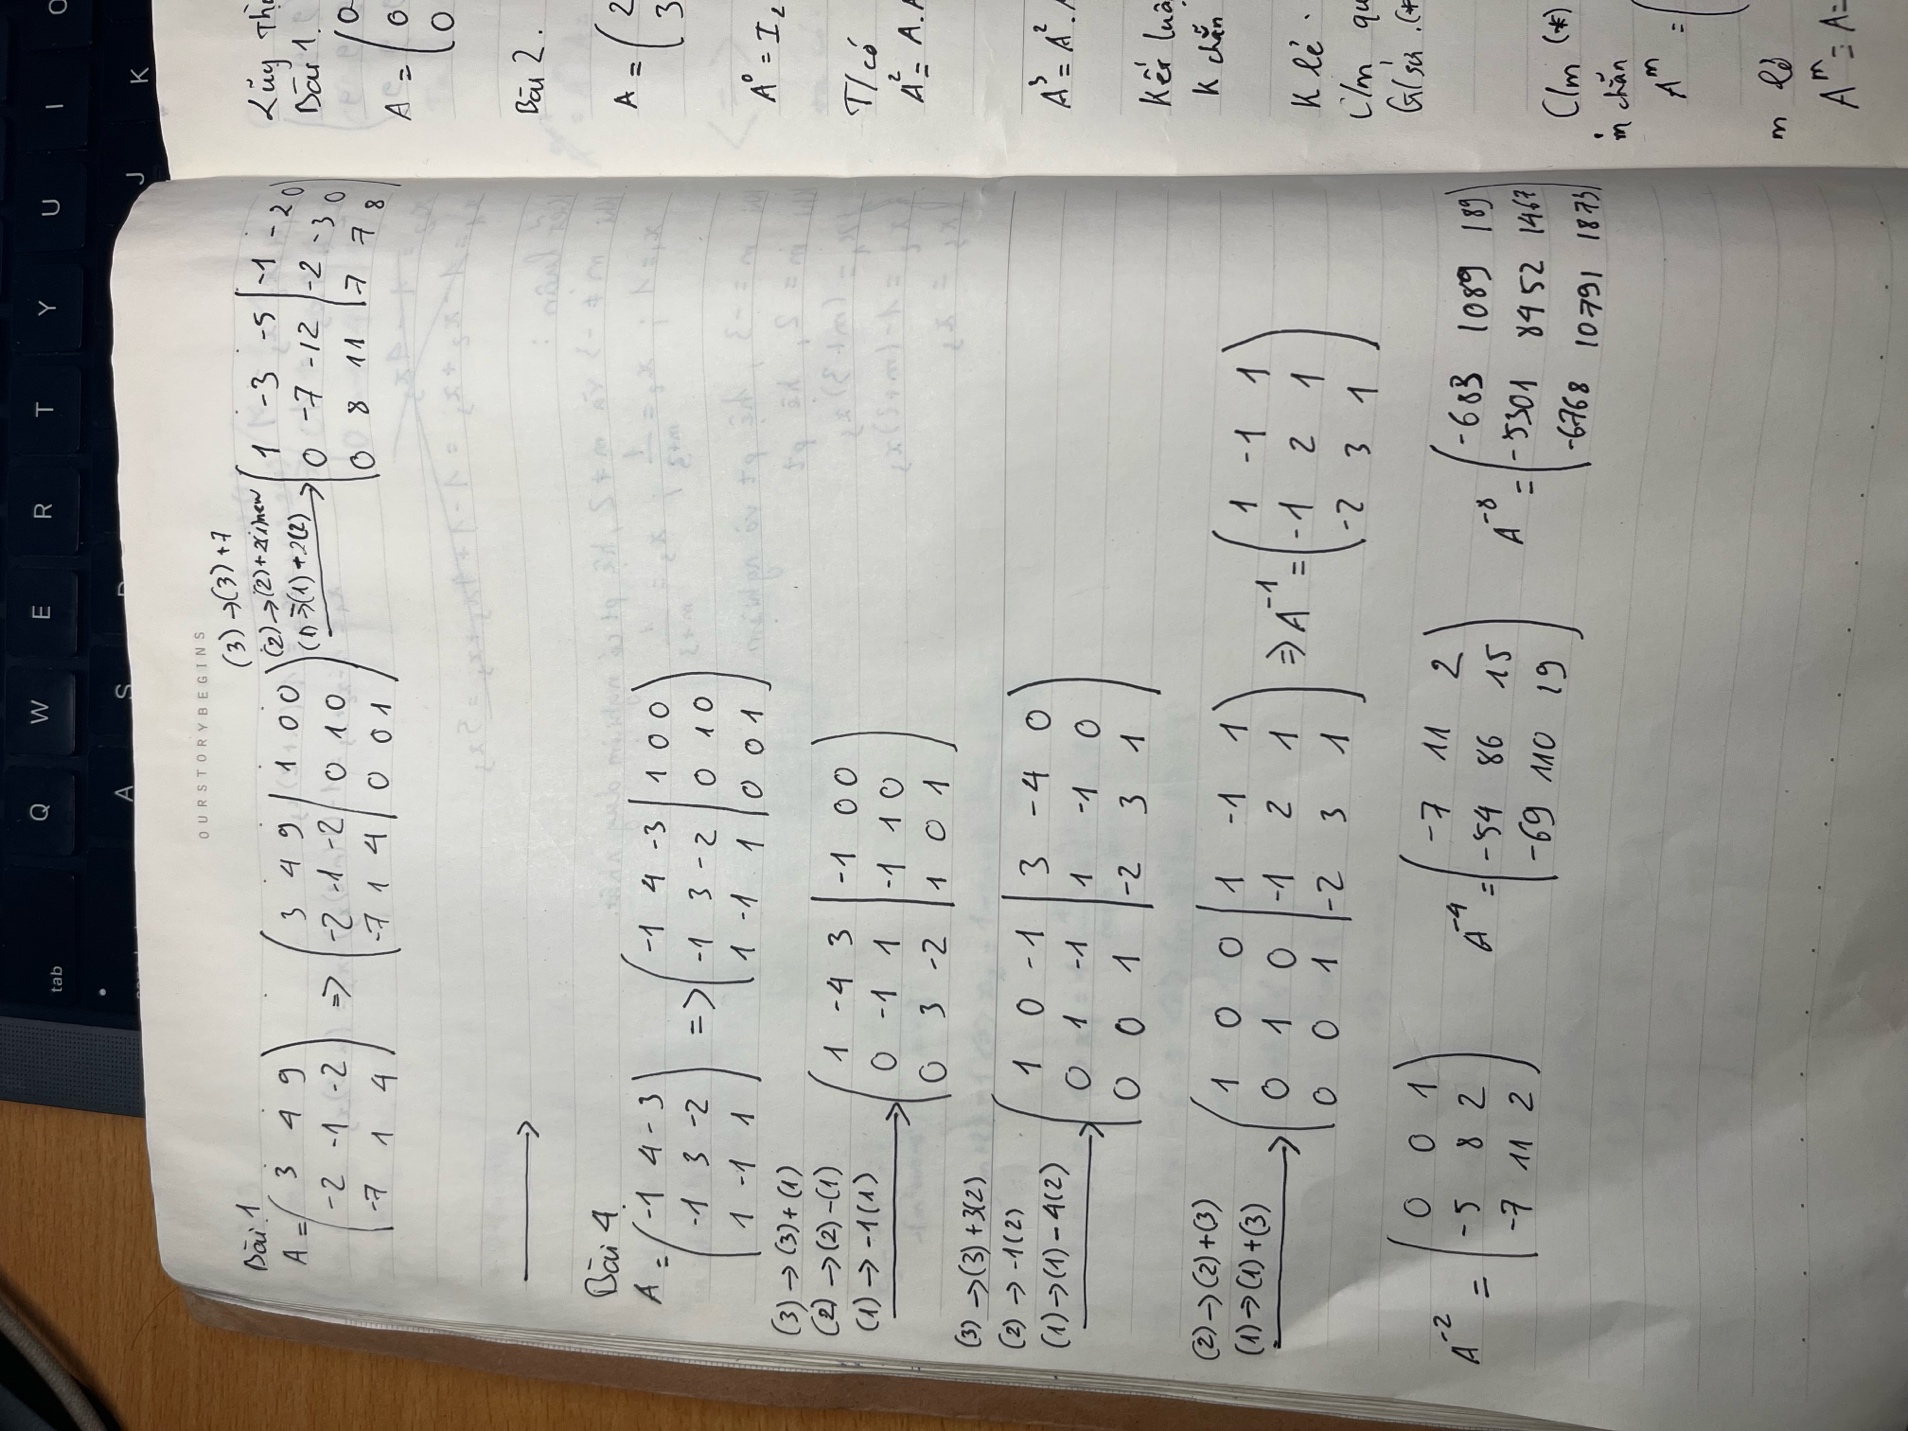 OURSTORYBEGINS
Bài 1
(3)→(3)+7
(2)→(2)+2(1)new
(1)→(1)+2(2)
A = ( 3 4 9 ) => ( 3 4 9 | 1 0 0 ) → ( 1 -3 -5 | -1 -2 0 )
-2 -1 -2 -2 -1 -2 | 0 1 0 0 -7 -12 | -2 -3 0
-7 1 4 -7 1 4 | 0 0 1 0 8 11 | -7 7 8
→
Bài 4
A = ( -1 4 -3 ) => ( -1 4 -3 | 1 0 0 )
-1 3 -2 -1 3 -2 | 0 1 0
1 -1 1 1 -1 1 | 0 0 1
(3)→(3)+(1)
(2)→(2)-(1)
(1)→-1(1)
→ ( 1 -4 3 | -1 0 0 )
0 -1 1 | -1 1 0
0 3 -2 | 1 0 1
(3)→(3)+3(2)
(2)→-1(2)
(1)→(1)-4(2)
→ ( 1 0 -1 | 3 -4 0 )
0 1 -1 | 1 -1 0
0 0 1 | -2 3 1
(2)→(2)+(3)
(1)→(1)+(3)
→ ( 1 0 0 | 1 -1 1 ) => A⁻¹ = ( 1 -1 1 )
0 1 0 | -1 2 1 -1 2 1
0 0 1 | -2 3 1 -2 3 1
A⁻² = ( 0 0 1 ) A⁻⁴ = ( -7 11 2 ) A⁻⁸ = ( -683 1089 189 )
-5 8 2 -54 86 15 -5301 8452 1467
-7 11 2 -69 110 19 -6768 10791 1873
Lũy
Bài 1.
A = ( 0
0
0
Bài 2.
A = ( 2
3
A⁰ = I₂
T/có
A² = A.A
A³ = A².
Kết luận
K chẵn
K lẻ.
C/m
G/sử (*)
C/m (*)
m chẵn
Aᵐ = (
m lẻ
Aᵐ = A
tab
Q
W
E
R
T
Y
U
I
O
A
S
J
K